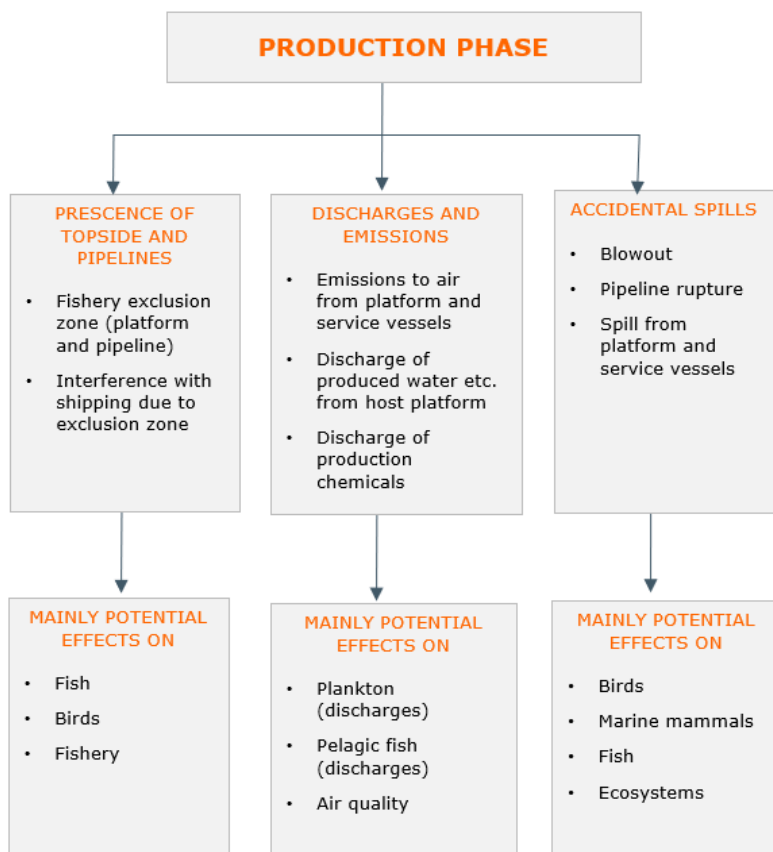 PRODUCTION PHASE
PRESCENCE OF
TOPSIDE AND
PIPELINES
• Fishery exclusion
zone (platform
and pipeline)
• Interference with
shipping due to
exclusion zone
DISCHARGES AND
EMISSIONS
• Emissions to air
from platform and
service vessels
• Discharge of
produced water etc.
from host platform
• Discharge of
production
chemicals
ACCIDENTAL SPILLS
• Blowout
• Pipeline rupture
• Spill from
platform and
service vessels
MAINLY POTENTIAL
EFFECTS ON
• Fish
• Birds
• Fishery
MAINLY POTENTIAL
EFFECTS ON
• Plankton
(discharges)
• Pelagic fish
(discharges)
• Air quality
MAINLY POTENTIAL
EFFECTS ON
• Birds
• Marine mammals
• Fish
• Ecosystems